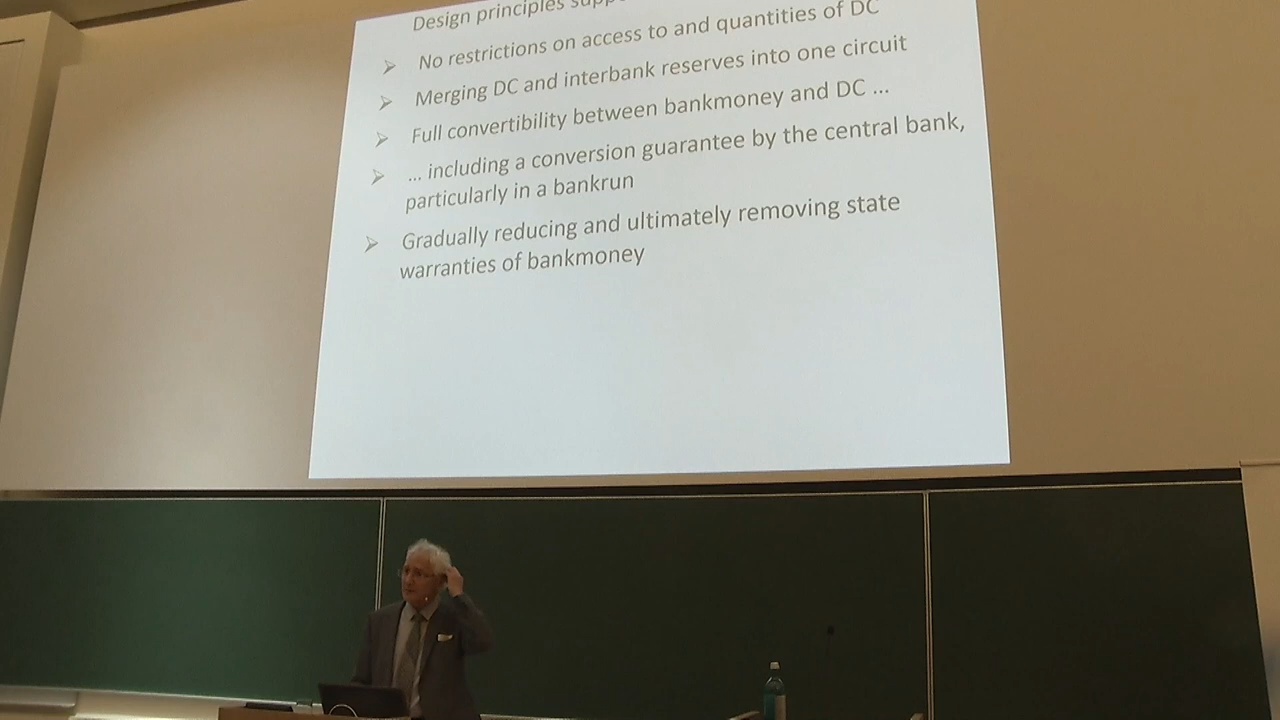 Design principles
No restrictions on access to and quantities of DC
Merging DC and interbank reserves into one circuit
Full convertibility between bankmoney and DC ...
... including a conversion guarantee by the central bank,
particularly in a bankrun
Gradually reducing and ultimately removing state
warranties of bankmoney